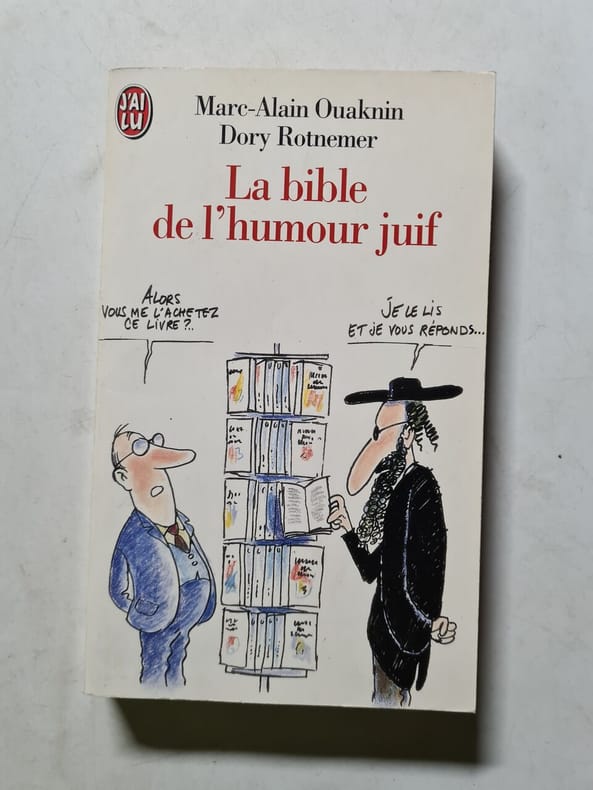 J'AI
LU
Marc-Alain Ouaknin
Dory Rotnemer
La bible
de l'humour juif
ALORS
VOUS ME L'ACHETEZ
CE LIVRE?..
JE LE LIS
ET JE VOUS RÉPONDS...